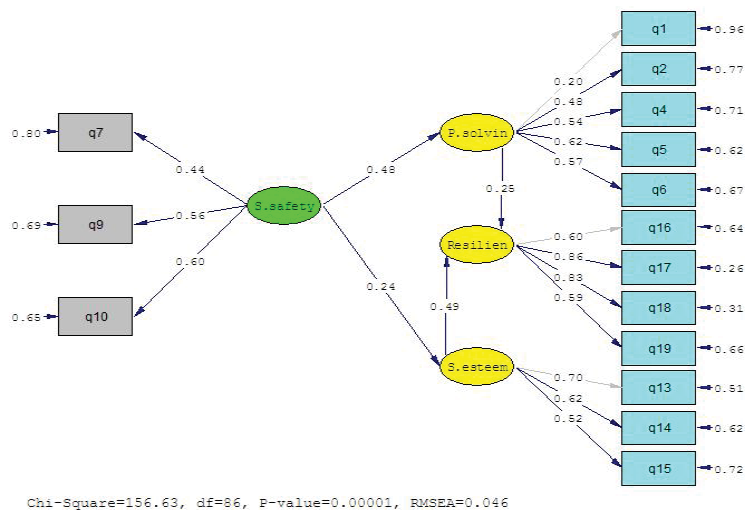 q1
0.96
q2
0.77
0.20
0.48
q4
0.71
0.54
0.80
q7
P.solvin
0.62
q5
0.62
0.57
0.44
0.48
q6
0.67
0.25
S.safety
0.56
0.69
q9
q16
0.64
0.60
Resilien
0.86
q17
0.26
0.60
0.83
0.59
0.24
0.49
q18
0.31
0.65
q10
q19
0.66
S.esteem
0.70
q13
0.51
0.62
0.52
q14
0.62
q15
0.72
Chi-Square=156.63, df=86, P-value=0.00001, RMSEA=0.046